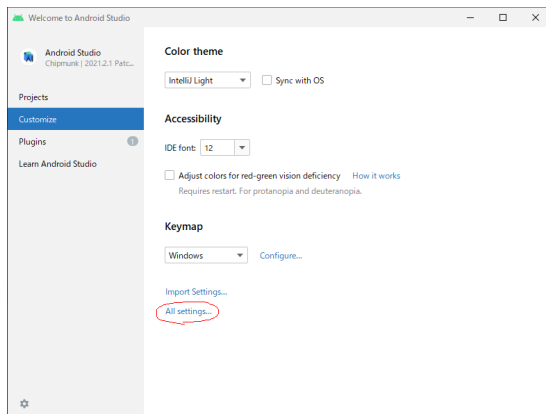 Welcome to Android Studio
Android Studio
Chipmunk | 2021.2.1 Patc...
Projects
Customize
Plugins
1
Learn Android Studio
Color theme
IntelliJ Light
Sync with OS
Accessibility
IDE font: 12
Adjust colors for red-green vision deficiency How it works
Requires restart. For protanopia and deuteranopia.
Keymap
Windows Configure...
Import Settings...
All settings...